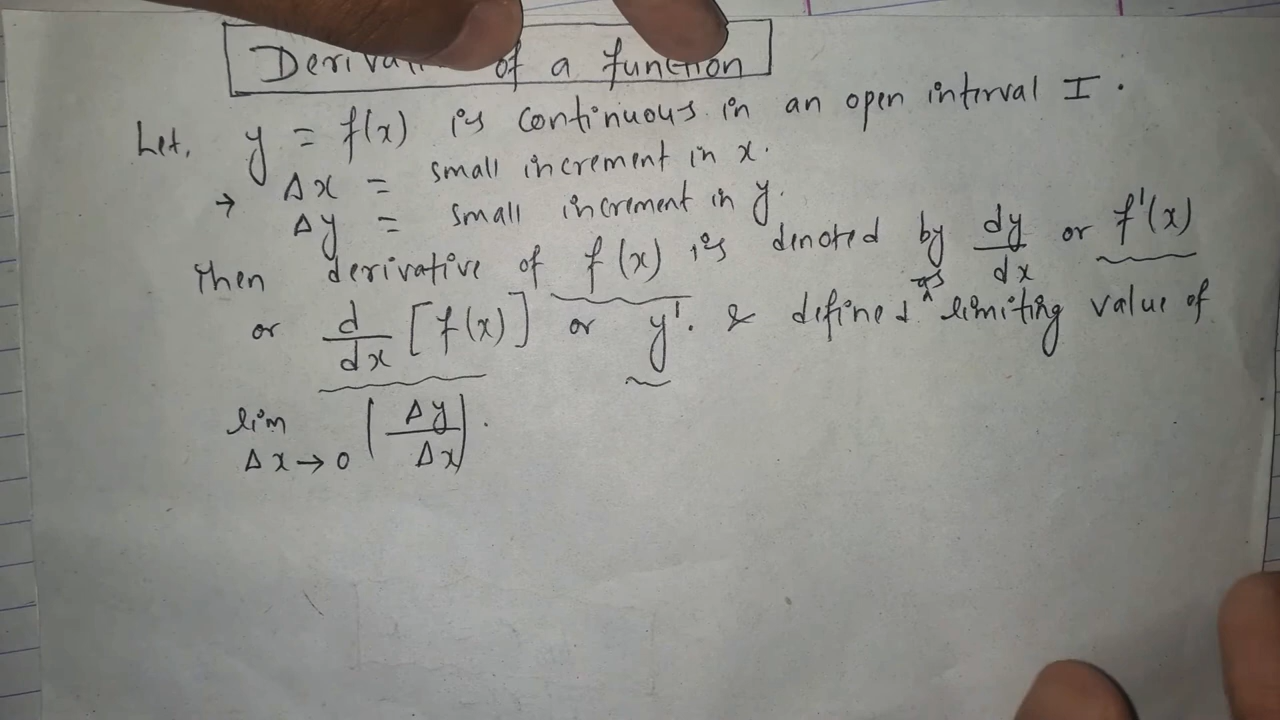 Deriva of a function
Let, y = f(x) is continuous in an open interval I.
→ Δx = small increment in x.
Δy = small increment in y.
Then derivative of f(x) is denoted by dy/dx or f'(x)
or d/dx [f(x)] or y'. & defined as limiting value of
lim Δx→0 (Δy/Δx).